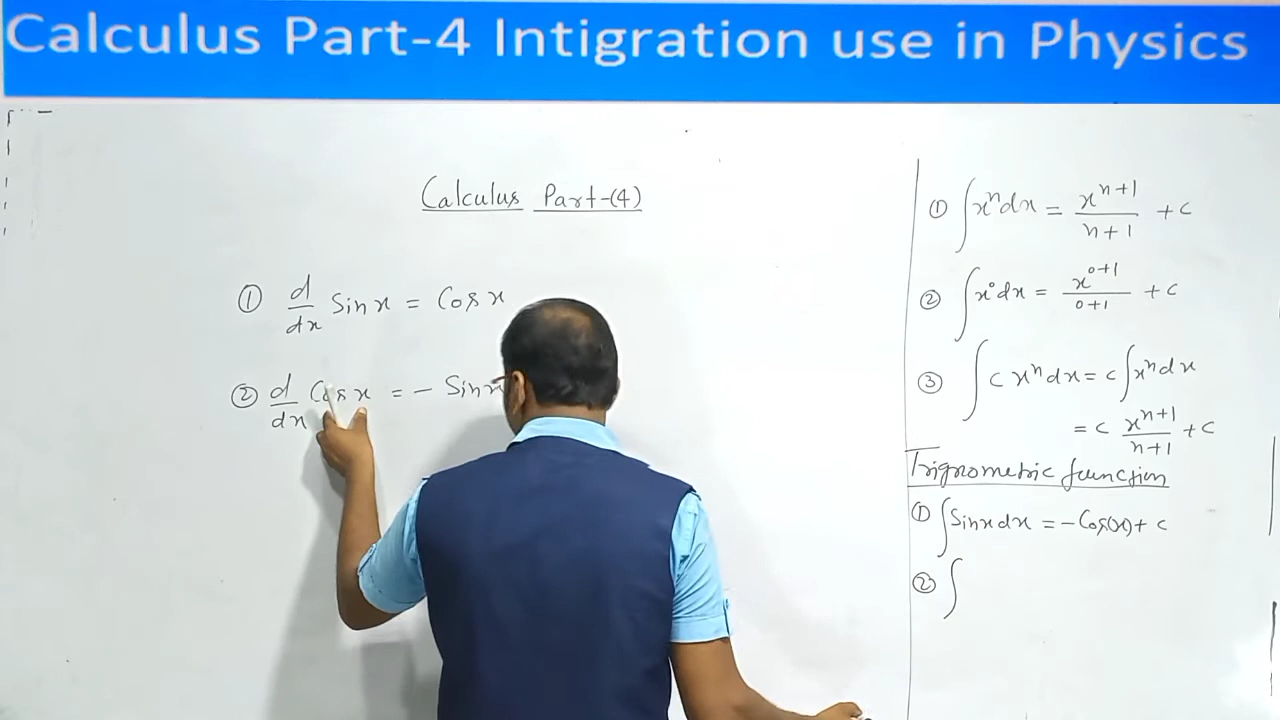 Calculus Part-4 Intigration use in Physics
Calculus Part-(4)
① d/dx Sin x = Cos x
② d/dx Cos x = - Sin x
① ∫xⁿdx = xⁿ⁺¹/n+1 + c
② ∫x⁰dx = x⁰⁺¹/0+1 + c
③ ∫c xⁿdx = c∫xⁿdx
= c xⁿ⁺¹/n+1 + c
Trignometric function
① ∫Sinx dx = -Cos(x) + c
② ∫